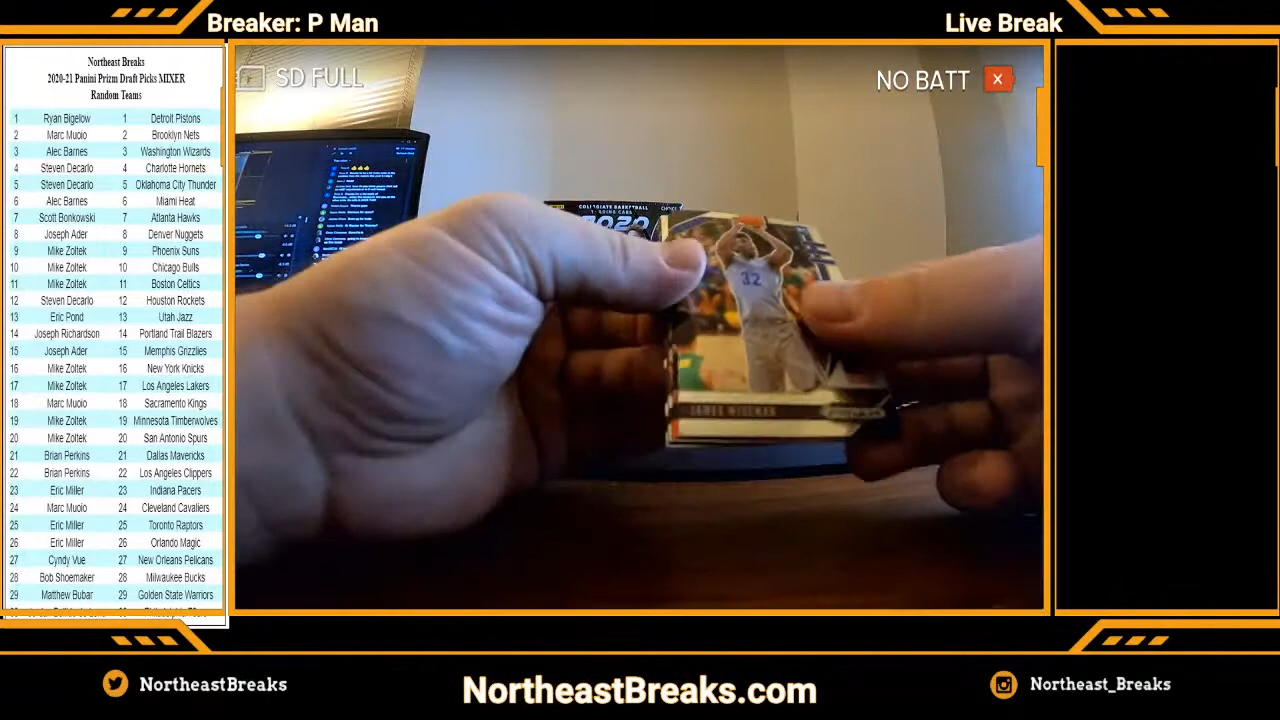 Breaker: P Man
Live Break
Northeast Breaks
2020-21 Panini Prizm Draft Picks MIXER
Random Teams
1 Ryan Bigelow 1 Detroit Pistons
2 Marc Muoio 2 Brooklyn Nets
3 Alec Barnes 3 Washington Wizards
4 Steven Decarlo 4 Charlotte Hornets
5 Steven Decarlo 5 Oklahoma City Thunder
6 Alec Barnes 6 Miami Heat
7 Scott Bonkowski 7 Atlanta Hawks
8 Joseph Ader 8 Denver Nuggets
9 Mike Zoltek 9 Phoenix Suns
10 Mike Zoltek 10 Chicago Bulls
11 Mike Zoltek 11 Boston Celtics
12 Steven Decarlo 12 Houston Rockets
13 Eric Pond 13 Utah Jazz
14 Joseph Richardson 14 Portland Trail Blazers
15 Joseph Ader 15 Memphis Grizzlies
16 Mike Zoltek 16 New York Knicks
17 Mike Zoltek 17 Los Angeles Lakers
18 Marc Muoio 18 Sacramento Kings
19 Mike Zoltek 19 Minnesota Timberwolves
20 Mike Zoltek 20 San Antonio Spurs
21 Brian Perkins 21 Dallas Mavericks
22 Brian Perkins 22 Los Angeles Clippers
23 Eric Miller 23 Indiana Pacers
24 Marc Muoio 24 Cleveland Cavaliers
25 Eric Miller 25 Toronto Raptors
26 Eric Miller 26 Orlando Magic
27 Cyndy Vue 27 New Orleans Pelicans
28 Bob Shoemaker 28 Milwaukee Bucks
29 Matthew Bubar 29 Golden State Warriors
SD FULL
NO BATT
COLLEGIATE BASKETBALL
TRADING CARDS
2020
32
JAMES WISEMAN
NortheastBreaks
NortheastBreaks.com
Northeast_Breaks